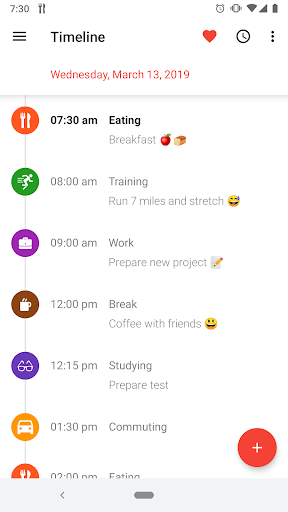 7:30
Timeline
Wednesday, March 13, 2019
07:30 am Eating
Breakfast 🍎🍞
08:00 am Training
Run 7 miles and stretch 😅
09:00 am Work
Prepare new project 📝
12:00 pm Break
Coffee with friends 😃
12:15 pm Studying
Prepare test
01:30 pm Commuting
02:00 pm Eating